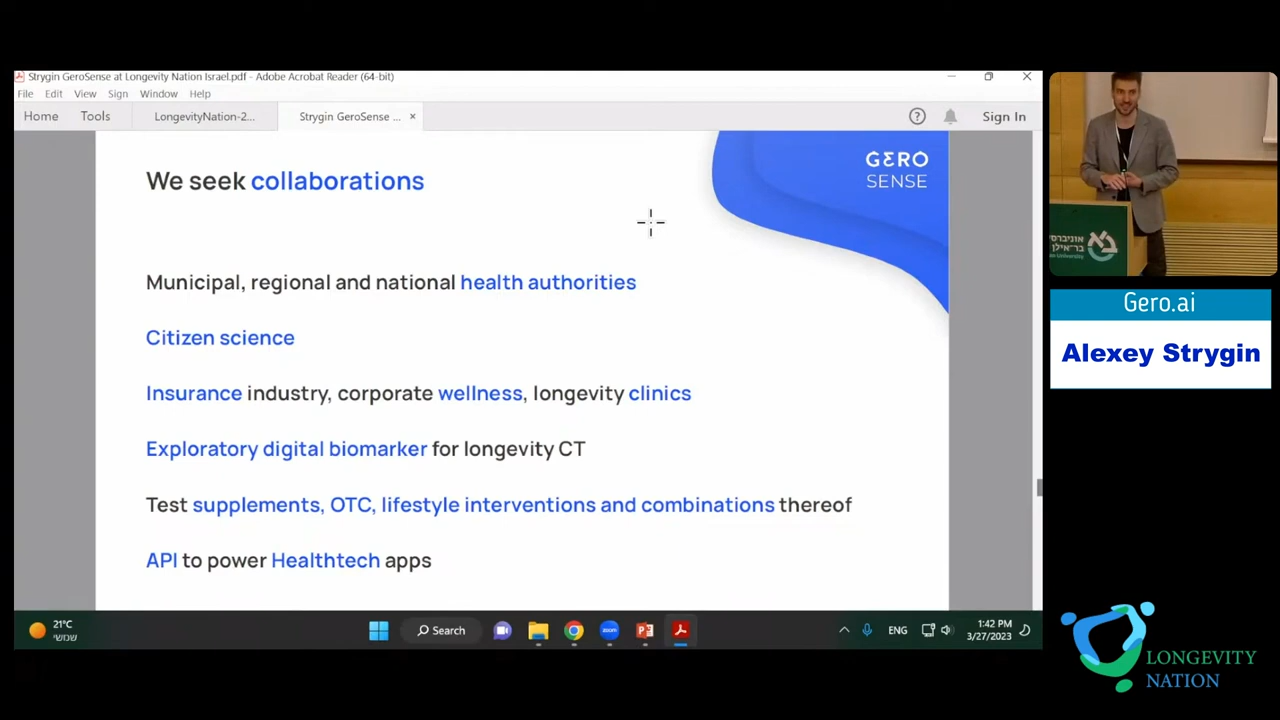 Strygin GeroSense at Longevity Nation Israel.pdf - Adobe Acrobat Reader (64-bit)
File Edit View Sign Window Help
Home Tools LongevityNation-2... Strygin GeroSense ... × Sign In
We seek collaborations
GERO
SENSE
Municipal, regional and national health authorities
Citizen science
Insurance industry, corporate wellness, longevity clinics
Exploratory digital biomarker for longevity CT
Test supplements, OTC, lifestyle interventions and combinations thereof
API to power Healthtech apps
21°C
Search
zoom
ENG
1:42 PM
3/27/2023
Gero.ai
Alexey Strygin
LONGEVITY
NATION